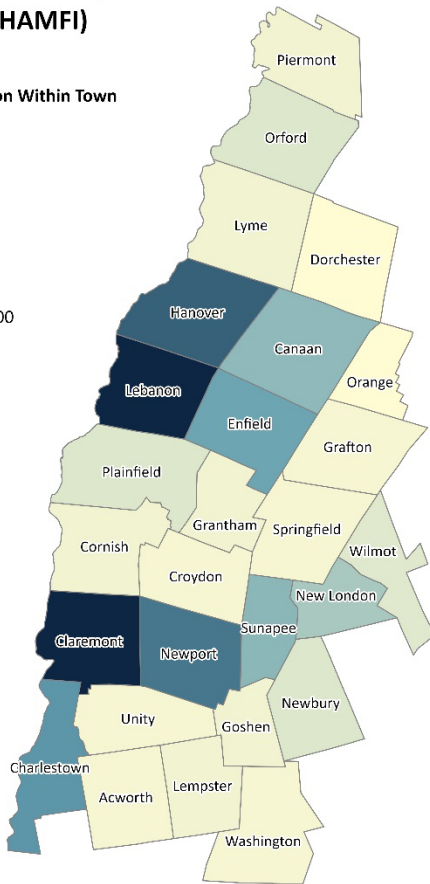 HAMFI)
on Within Town
00
Piermont
Orford
Lyme
Dorchester
Hanover
Canaan
Orange
Lebanon
Enfield
Grafton
Plainfield
Grantham
Springfield
Wilmot
Cornish
Croydon
New London
Sunapee
Claremont
Newport
Newbury
Unity
Goshen
Charlestown
Lempster
Acworth
Washington